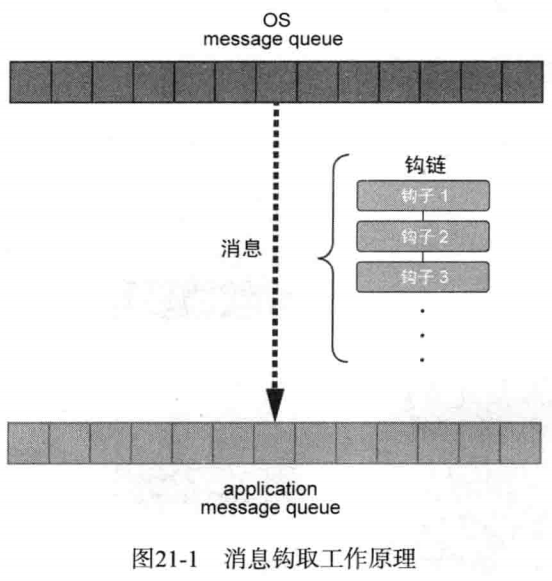 OS
message queue
钩链
钩子 1
钩子 2
消息
钩子 3
application
message queue
图21-1 消息钩取工作原理